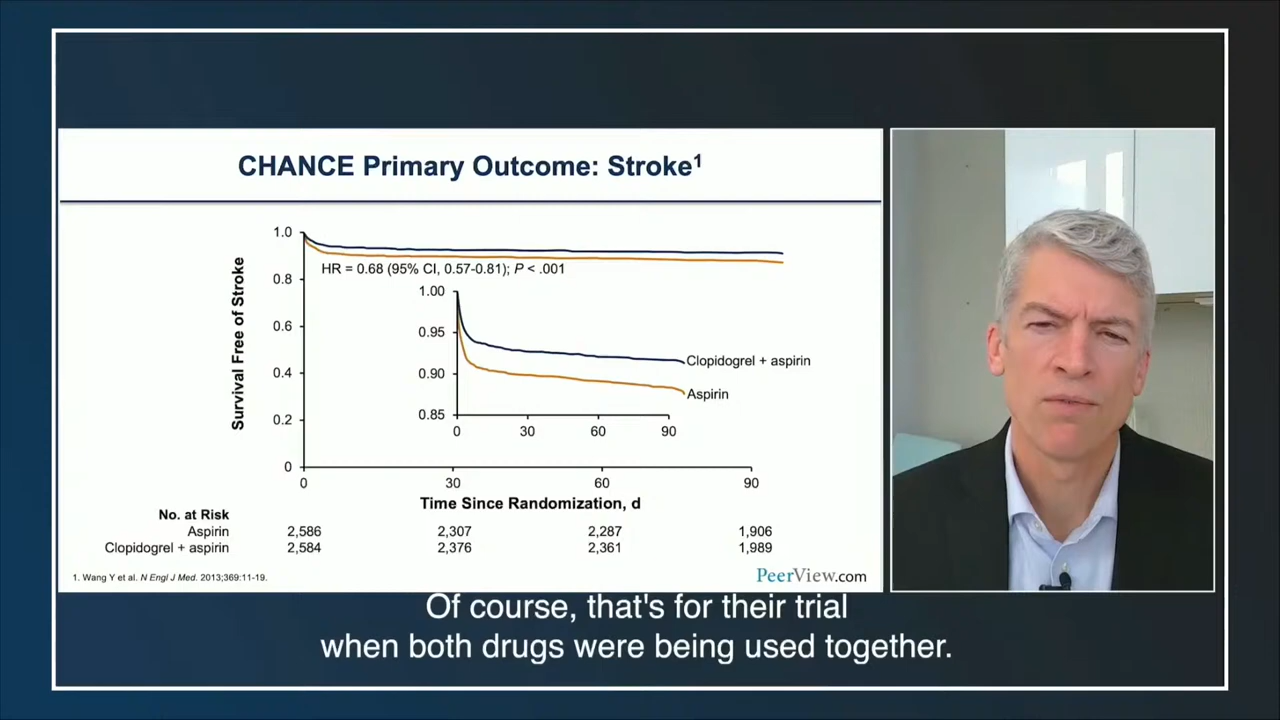 CHANCE Primary Outcome: Stroke¹
Survival Free of Stroke
1.0
0.8
0.6
0.4
0.2
0
HR = 0.68 (95% CI, 0.57-0.81); P < .001
1.00
0.95
0.90
0.85
Clopidogrel + aspirin
Aspirin
0 30 60 90
0 30 60 90
Time Since Randomization, d
No. at Risk
Aspirin 2,586 2,307 2,287 1,906
Clopidogrel + aspirin 2,584 2,376 2,361 1,989
1. Wang Y et al. N Engl J Med. 2013;369:11-19.
PeerView.com
Of course, that's for their trial
when both drugs were being used together.